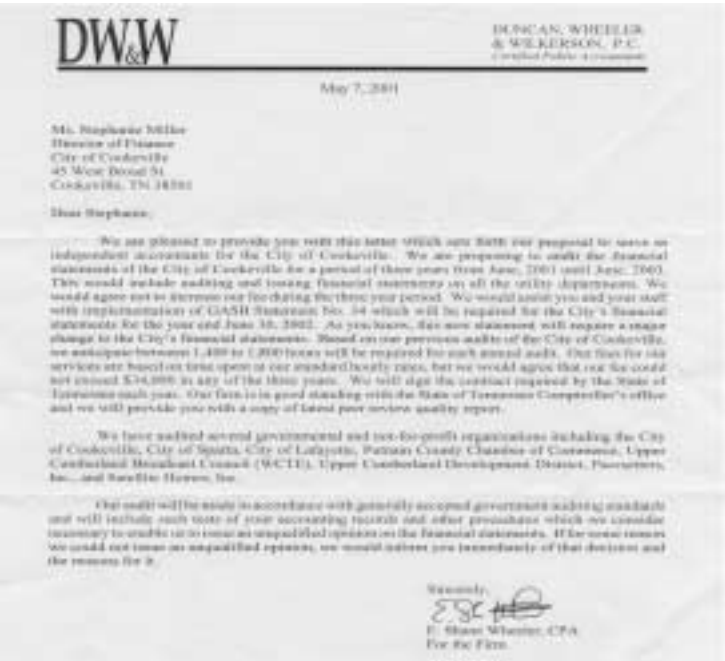 DW&W
DUNCAN, WHEELER
& WILKERSON, P.C.
Certified Public Accountants
May 7, 2001
Ms. Stephanie Miller
Director of Finance
City of Cookeville
45 West Broad St.
Cookeville, TN 38501
Dear Stephanie,
We are pleased to provide you with this letter which sets forth our proposal to serve as
independent accountants for the City of Cookeville. We are proposing to audit the financial
statements of the City of Cookeville for a period of three years from June, 2001 until June, 2003.
This would include auditing and issuing financial statements on all the utility departments. We
would agree not to increase our fee during the three year period. We would assist you and your staff
with implementation of GASB Statement No. 34 which will be required for the City's financial
statements for the year end June 30, 2002. As you know, this new statement will require a major
change to the City's financial statements. Based on our previous audits of the City of Cookeville,
we anticipate between 1,400 to 1,800 hours will be required for each annual audit. Our fees for our
services are based on time spent at our standard hourly rates, but we would agree that our fee could
not exceed in any of the three years. We will sign the contract required by the State of
Tennessee each year. Our firm is in good standing with the State of Tennessee Comptroller's office
and we will provide you with a copy of latest peer review quality report.
We have audited several governmental and not-for-profit organizations including the City
of Cookeville, City of Sparta, City of Lafayette, Putnam County Chamber of Commerce, Upper
Cumberland Broadcast Council (WCTE), Upper Cumberland Development District, Pacesetters,
Inc., and Satellite Homes, Inc.
Our audit will be made in accordance with generally accepted government auditing standards
and will include such tests of your accounting records and other procedures which we consider
necessary to enable us to issue an unqualified opinion on the financial statements. If for some reason
we could not issue an unqualified opinion, we would inform you immediately of that decision and
the reasons for it.
Sincerely,
E. Shane Wheeler, CPA
For the Firm